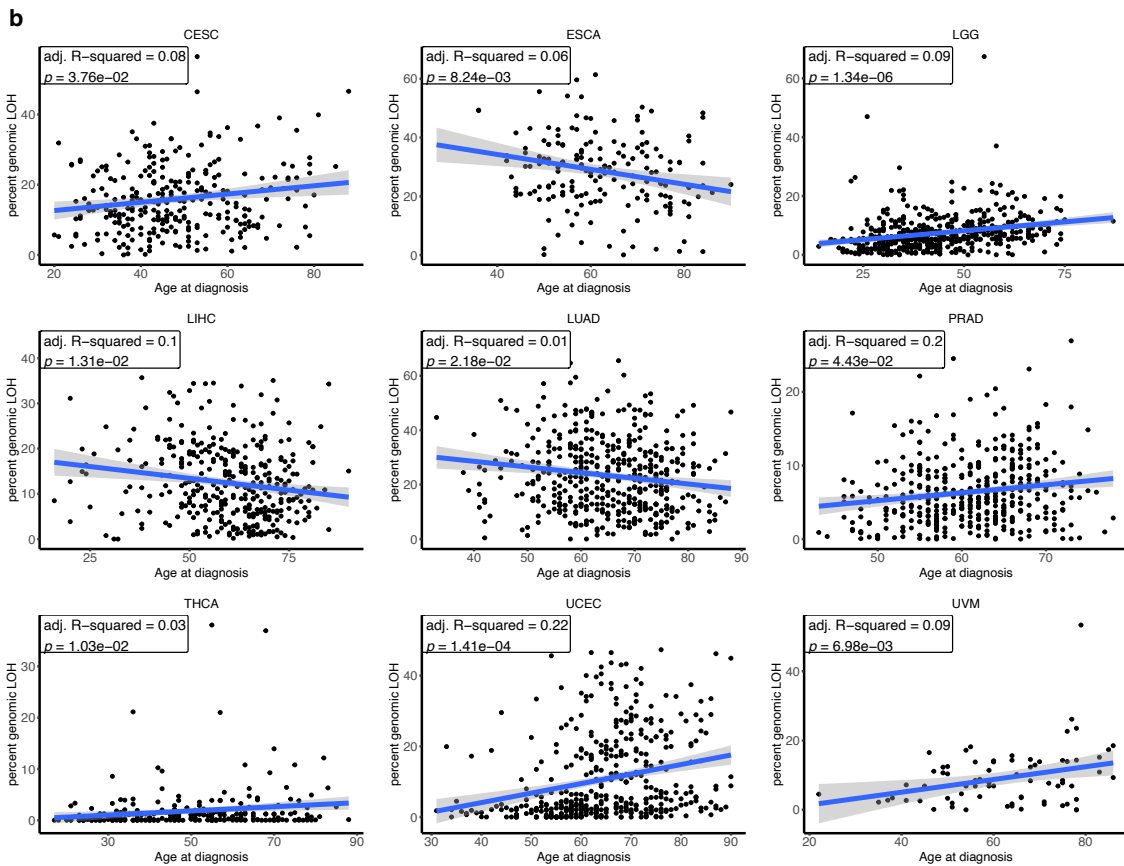 b
CESC
adj. R−squared = 0.08
p = 3.76e−02
percent genomic LOH
40
20
0
20 40 60 80
Age at diagnosis
ESCA
adj. R−squared = 0.06
p = 8.24e−03
percent genomic LOH
60
40
20
0
40 60 80
Age at diagnosis
LGG
adj. R−squared = 0.09
p = 1.34e−06
percent genomic LOH
60
40
20
0
25 50 75
Age at diagnosis
LIHC
adj. R−squared = 0.1
p = 1.31e−02
percent genomic LOH
40
30
20
10
0
25 50 75
Age at diagnosis
LUAD
adj. R−squared = 0.01
p = 2.18e−02
percent genomic LOH
60
40
20
0
40 50 60 70 80 90
Age at diagnosis
PRAD
adj. R−squared = 0.2
p = 4.43e−02
percent genomic LOH
20
10
0
50 60 70
Age at diagnosis
THCA
adj. R−squared = 0.03
p = 1.03e−02
percent genomic LOH
30
20
10
0
30 50 70 90
Age at diagnosis
UCEC
adj. R−squared = 0.22
p = 1.41e−04
percent genomic LOH
40
20
0
30 40 50 60 70 80 90
Age at diagnosis
UVM
adj. R−squared = 0.09
p = 6.98e−03
percent genomic LOH
40
20
0
20 40 60 80
Age at diagnosis